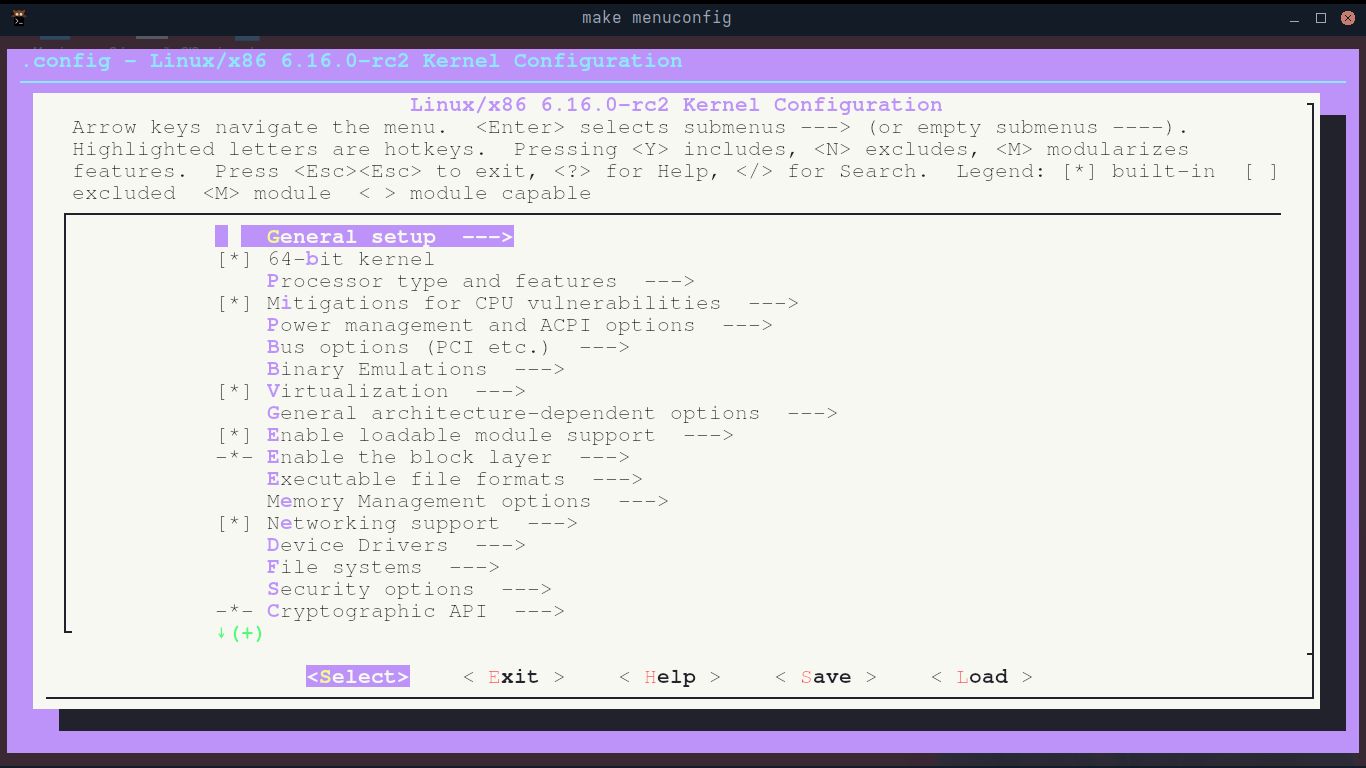 make menuconfig
.config - Linux/x86 6.16.0-rc2 Kernel Configuration
Linux/x86 6.16.0-rc2 Kernel Configuration
Arrow keys navigate the menu.  <Enter> selects submenus ---> (or empty submenus ----).
Highlighted letters are hotkeys.  Pressing <Y> includes, <N> excludes, <M> modularizes
features.  Press <Esc><Esc> to exit, <?> for Help, </> for Search.  Legend: [*] built-in  [ ]
excluded  <M> module  < > module capable
General setup  --->
[*] 64-bit kernel
Processor type and features  --->
[*] Mitigations for CPU vulnerabilities  --->
Power management and ACPI options  --->
Bus options (PCI etc.)  --->
Binary Emulations  --->
[*] Virtualization  --->
General architecture-dependent options  --->
[*] Enable loadable module support  --->
-*- Enable the block layer  --->
Executable file formats  --->
Memory Management options  --->
[*] Networking support  --->
Device Drivers  --->
File systems  --->
Security options  --->
-*- Cryptographic API  --->
↓(+)
<Select>    < Exit >    < Help >    < Save >    < Load >